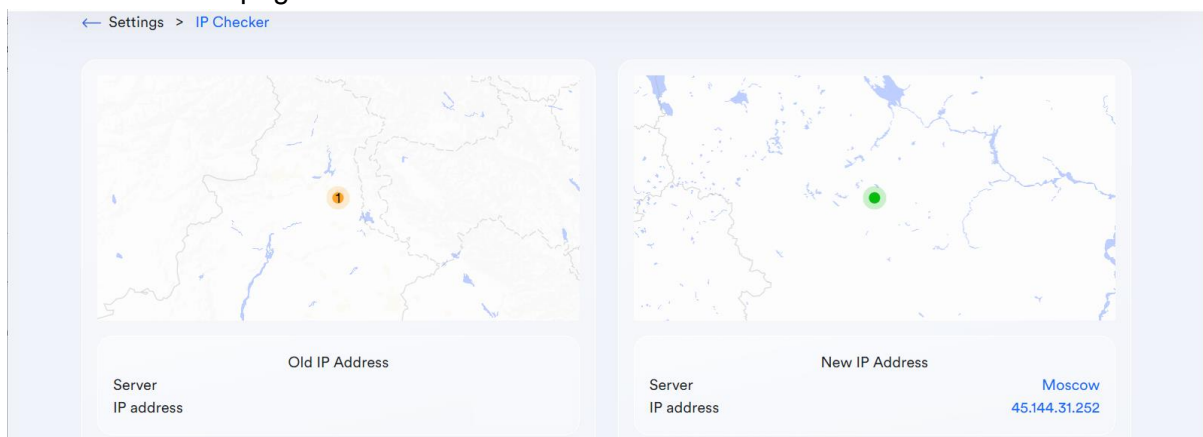 ← Settings > IP Checker
1
Old IP Address
Server
IP address
New IP Address
Server Moscow
IP address 45.144.31.252